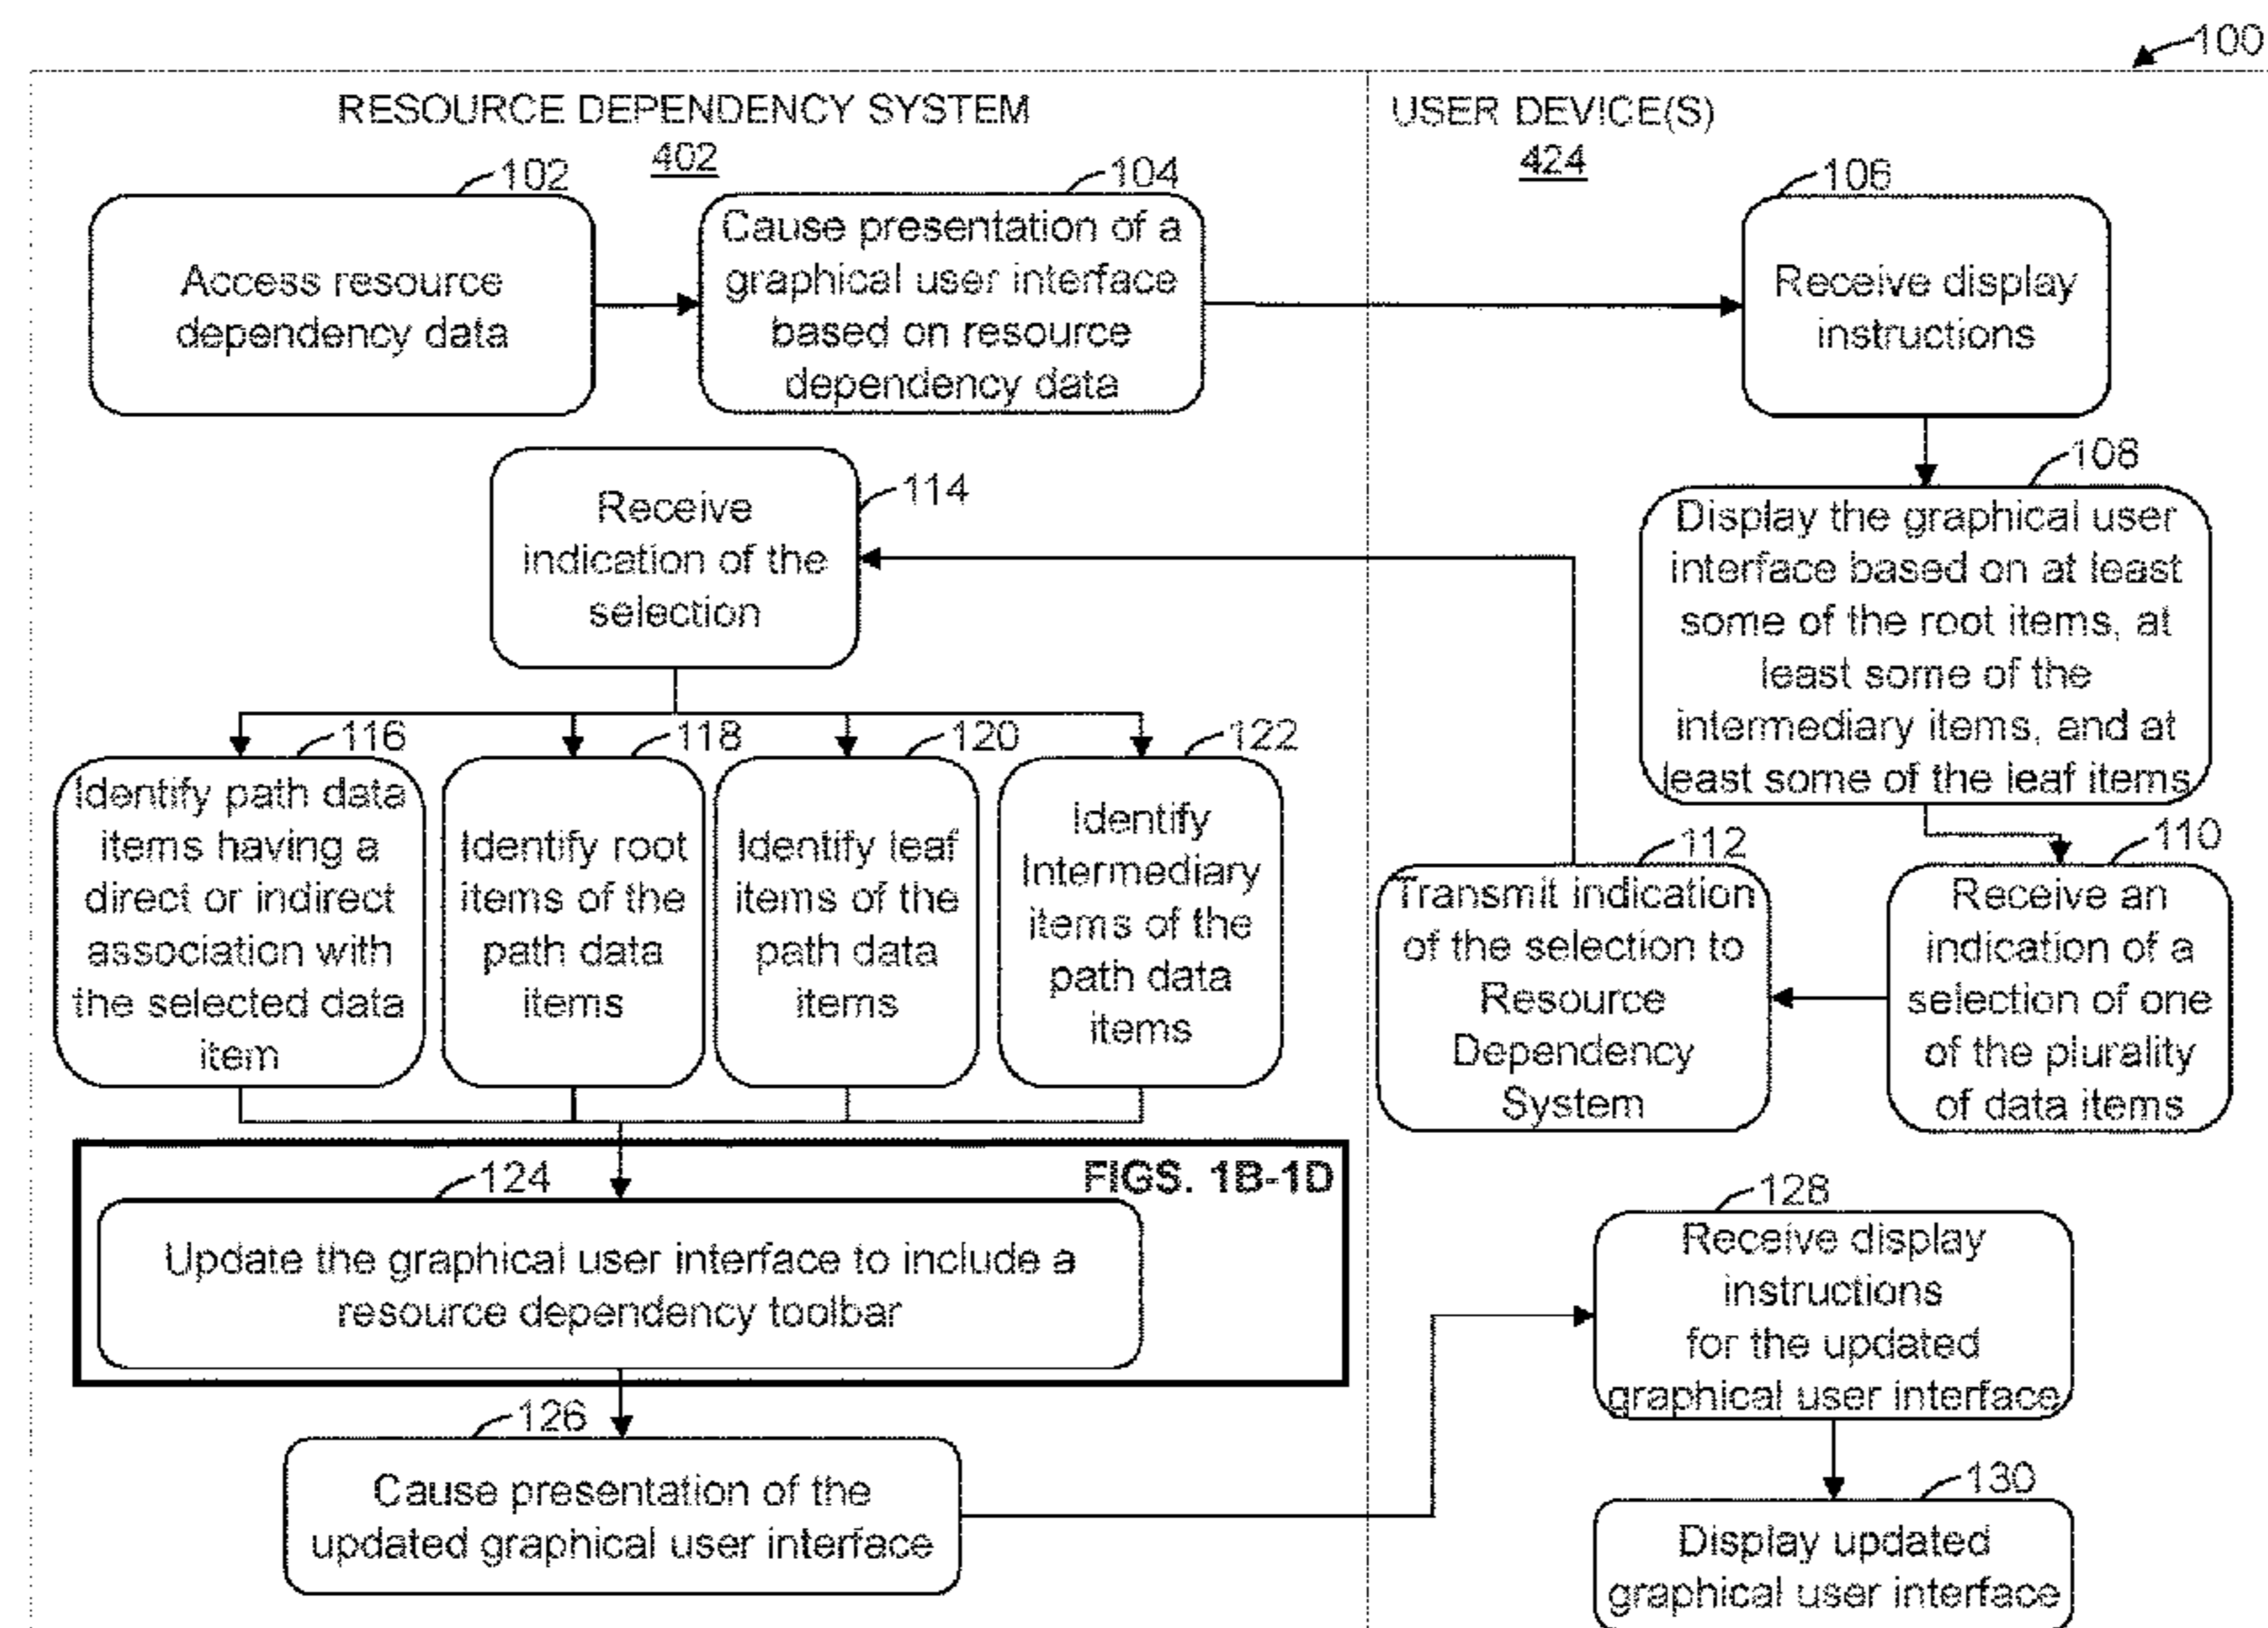 100
RESOURCE DEPENDENCY SYSTEM
402
USER DEVICE(S)
424
102
Access resource
dependency data
104
Cause presentation of a
graphical user interface
based on resource
dependency data
106
Receive display
instructions
108
Display the graphical user
interface based on at least
some of the root items, at
least some of the
intermediary items, and at
least some of the leaf items
110
Receive an
indication of a
selection of one
of the plurality
of data items
112
Transmit indication
of the selection to
Resource
Dependency
System
114
Receive
indication of the
selection
116
Identify path data
items having a
direct or indirect
association with
the selected data
item
118
Identify root
items of the
path data
items
120
Identify leaf
items of the
path data
items
122
Identify
Intermediary
items of the
path data
items
FIGS. 1B-1D
124
Update the graphical user interface to include a
resource dependency toolbar
126
Cause presentation of the
updated graphical user interface
128
Receive display
instructions
for the updated
graphical user interface
130
Display updated
graphical user interface